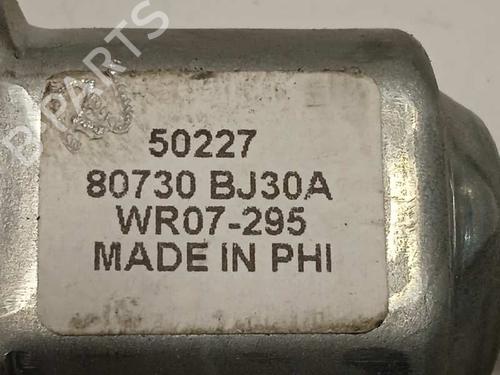 B-PARTS
50227
80730 BJ30A
WR07-295
MADE IN PHI